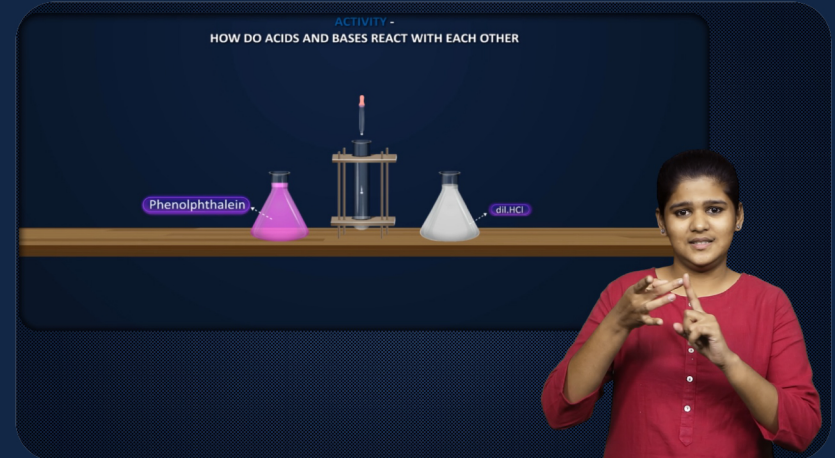 ACTIVITY -
HOW DO ACIDS AND BASES REACT WITH EACH OTHER
Phenolphthalein
dil.HCl